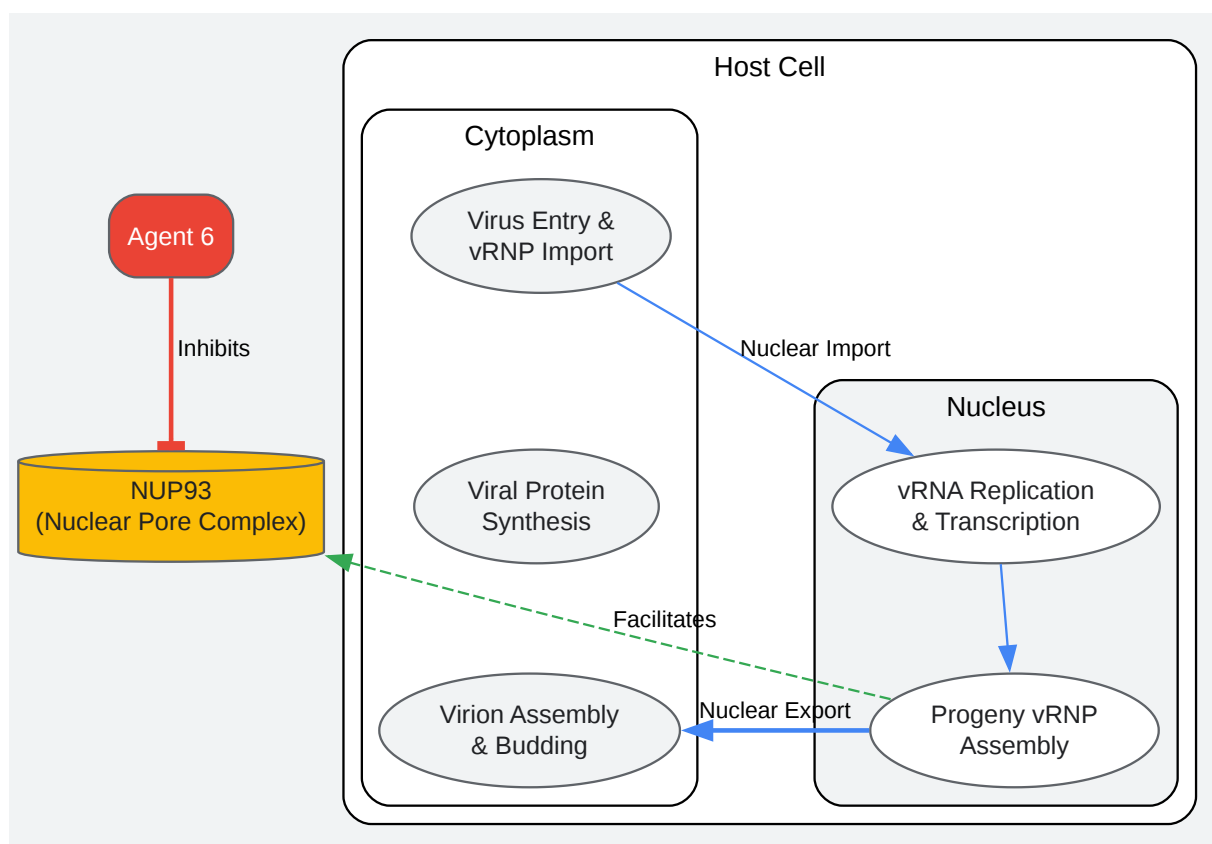 Host Cell
Cytoplasm
Virus Entry &
vRNP Import
Agent 6
Inhibits
Nuclear Import
Nucleus
NUP93
(Nuclear Pore Complex)
Viral Protein
Synthesis
vRNA Replication
& Transcription
Facilitates
Nuclear Export
Virion Assembly
& Budding
Progeny vRNP
Assembly